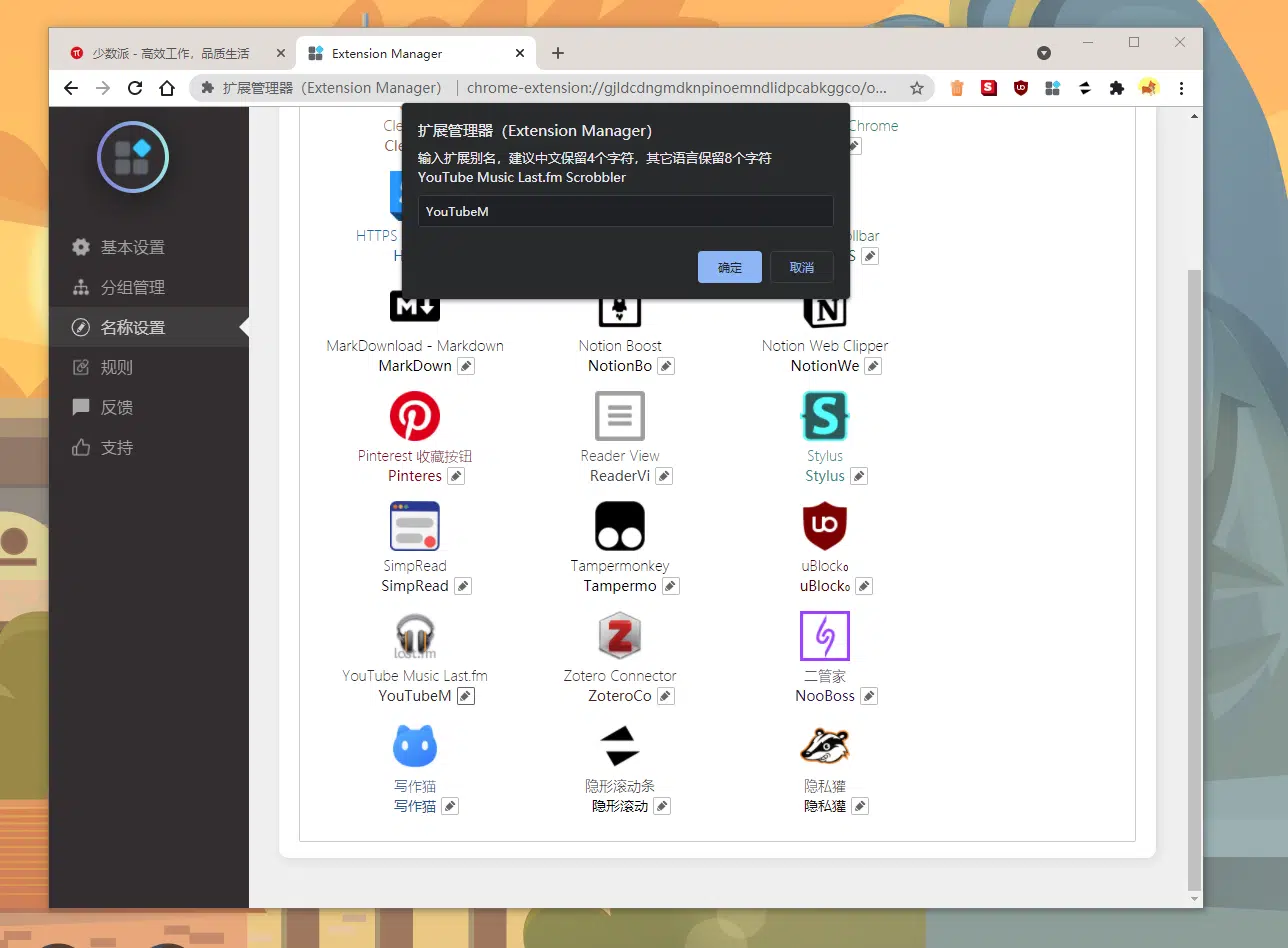 少数派 - 高效工作，品质生活
Extension Manager
扩展管理器（Extension Manager）
chrome-extension://gjldcdngmdknpinoemndlidpcabkggco/o...
扩展管理器（Extension Manager）
输入扩展别名，建议中文保留4个字符，其它语言保留8个字符
YouTube Music Last.fm Scrobbler
YouTubeM
确定
取消
基本设置
分组管理
名称设置
规则
反馈
支持
Cle
Chrome
Cle
HTTPS
llbar
H
S
MarkDownload - Markdown
Notion Boost
Notion Web Clipper
MarkDown
NotionBo
NotionWe
Pinterest 收藏按钮
Reader View
Stylus
Pinteres
ReaderVi
Stylus
SimpRead
Tampermonkey
uBlock₀
SimpRead
Tampermo
uBlock₀
YouTube Music Last.fm
Zotero Connector
二管家
YouTubeM
ZoteroCo
NooBoss
写作猫
隐形滚动条
隐私獾
写作猫
隐形滚动
隐私獾